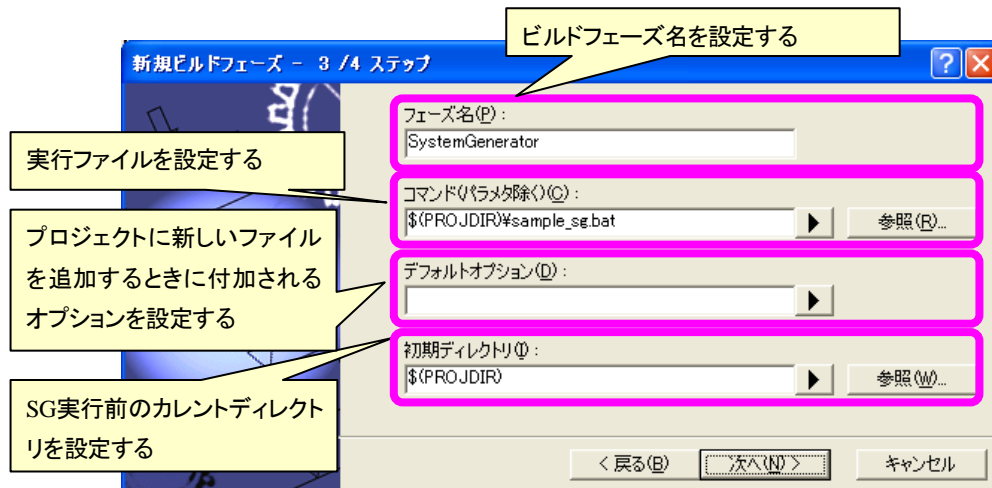 ビルドフェーズ名を設定する
新規ビルドフェーズ - 3 /4 ステップ
フェーズ名(P) :
SystemGenerator
実行ファイルを設定する
コマンド(パラメタ除く)(C) :
$(PROJDIR)¥sample_sg.bat
参照(R)...
プロジェクトに新しいファイル
を追加するときに付加される
オプションを設定する
デフォルトオプション(D) :
初期ディレクトリ(I) :
$(PROJDIR)
参照(W)...
SG実行前のカレントディレクト
リを設定する
< 戻る(B)
次へ(N) >
キャンセル